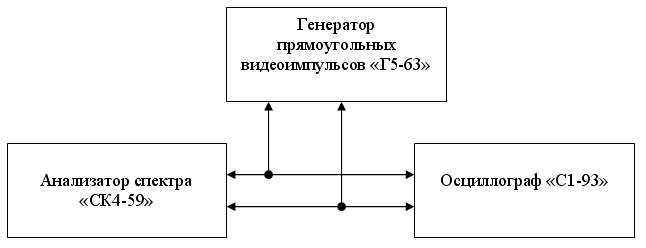 Генератор
прямоугольных
видеоимпульсов «Г5-63»
Анализатор спектра
«СК4-59»
Осциллограф «С1-93»